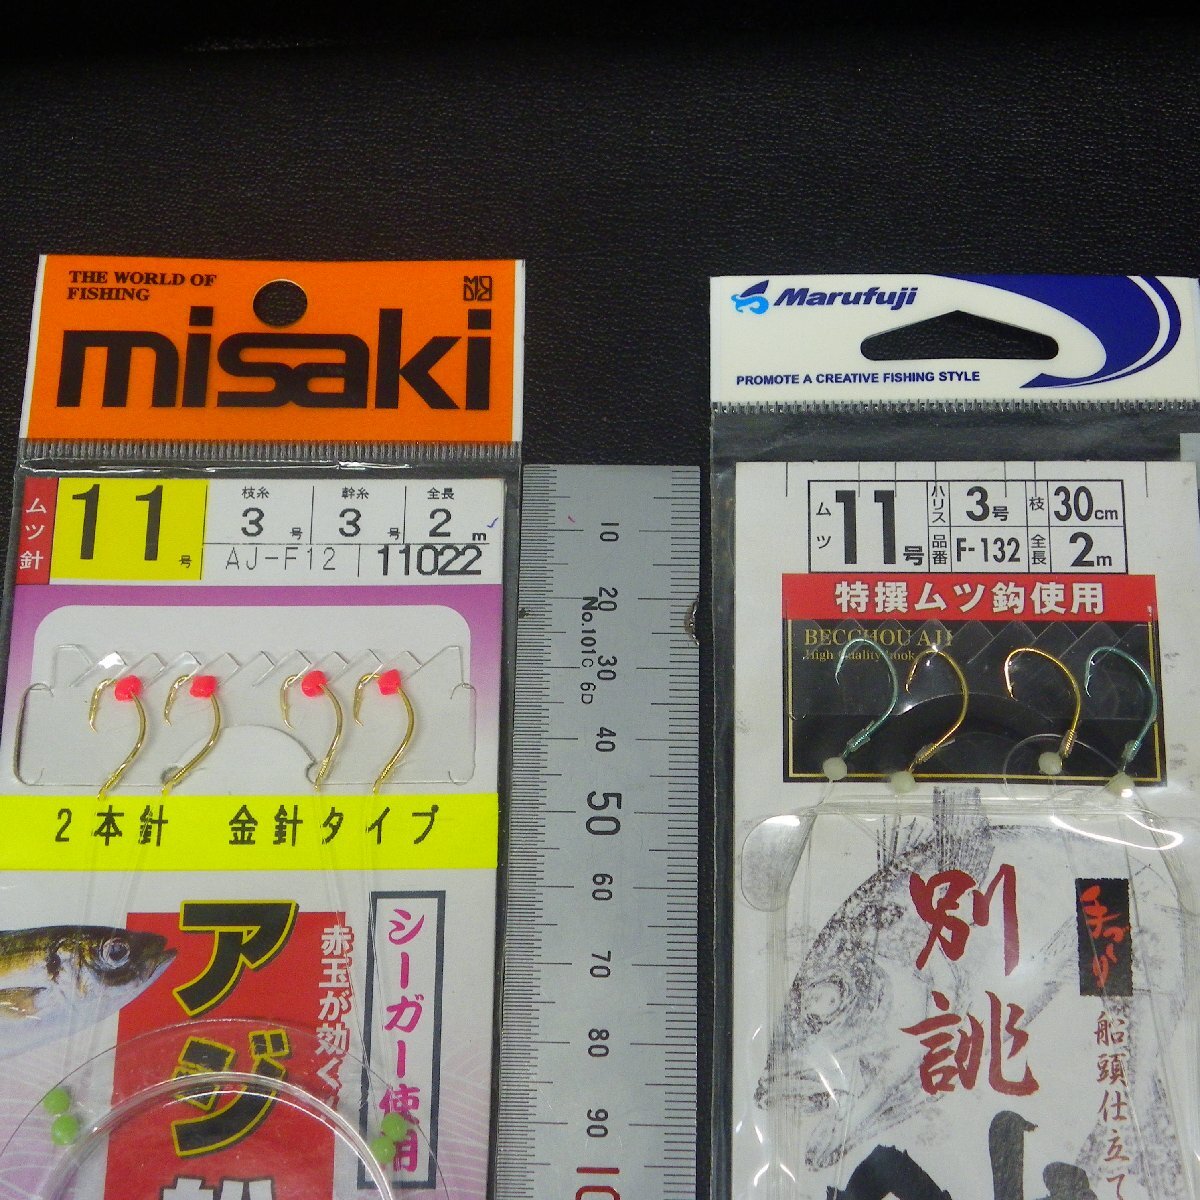 THE WORLD OF
FISHING
misaki
ムツ針
11号
枝糸
3号
幹糸
3号
全長
2m
AJ-F12
11022
2本針 金針タイプ
アジ
赤玉が効く
シーガー使用
10
20
No.101C 6D
30
40
50
60
70
80
90
10
Marufuji
PROMOTE A CREATIVE FISHING STYLE
ムツ
11号
ハリス
3号
枝
30cm
品番
F-132
全長
2m
特撰ムツ鈎使用
BECCHOU AJI
High quality hook
別誂
手づくり
船頭仕立て